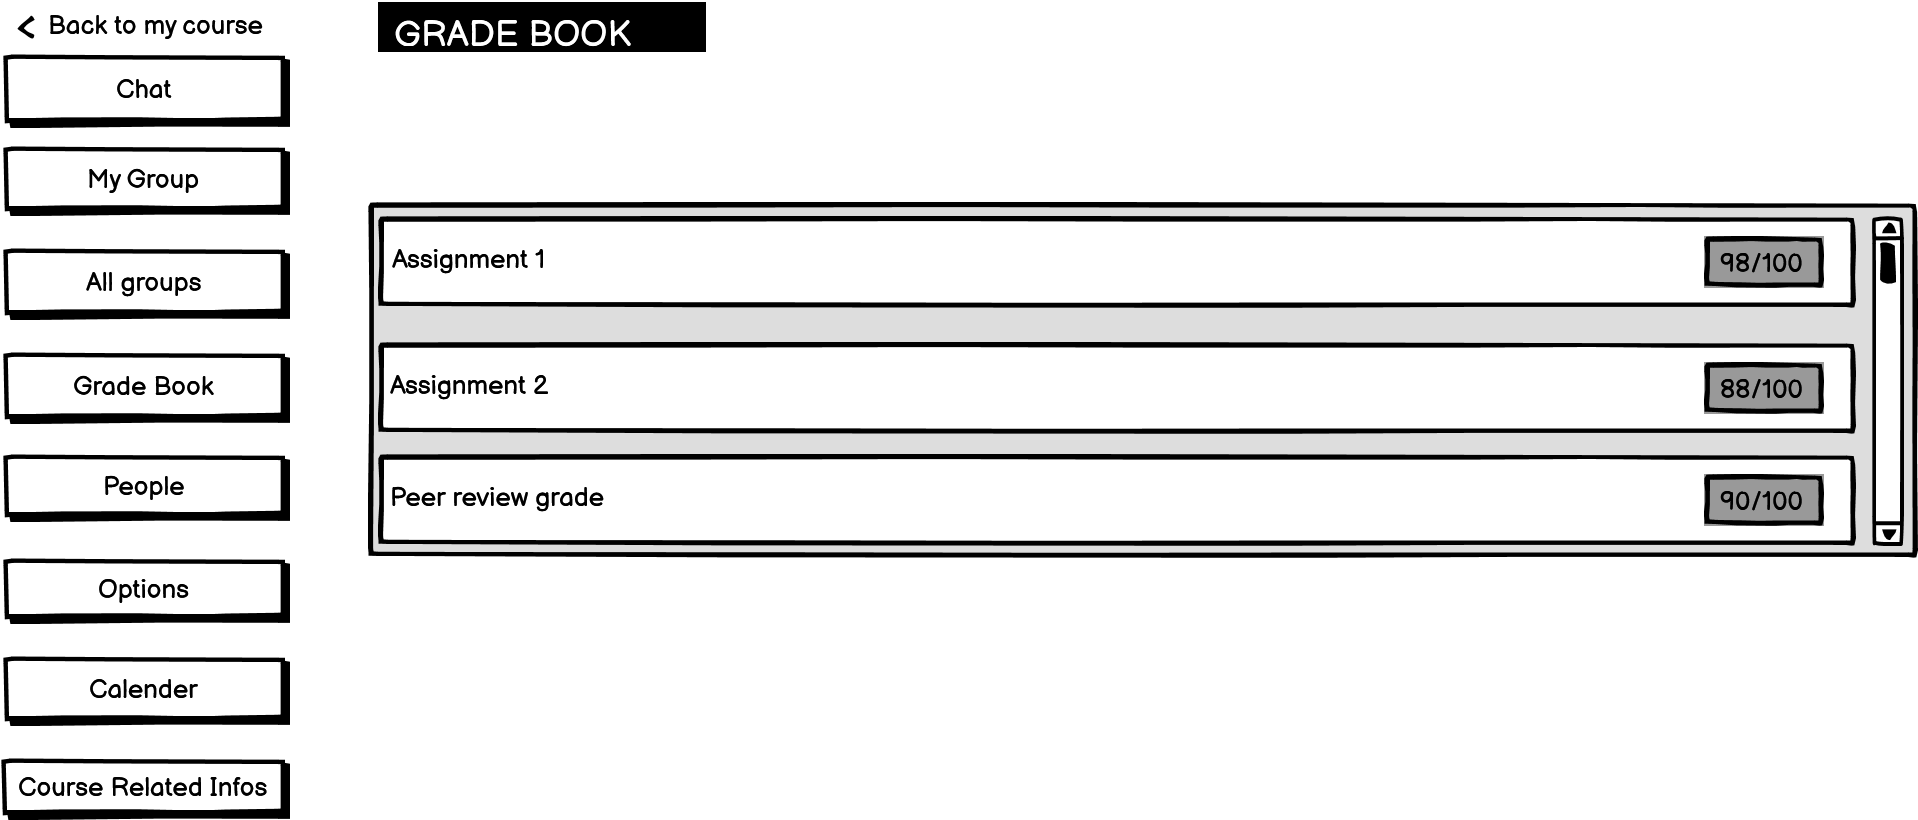 Back to my course
Chat
My Group
All groups
Grade Book
People
Options
Calender
Course Related Infos
GRADE BOOK
Assignment 1 98/100
Assignment 2 88/100
Peer review grade 90/100